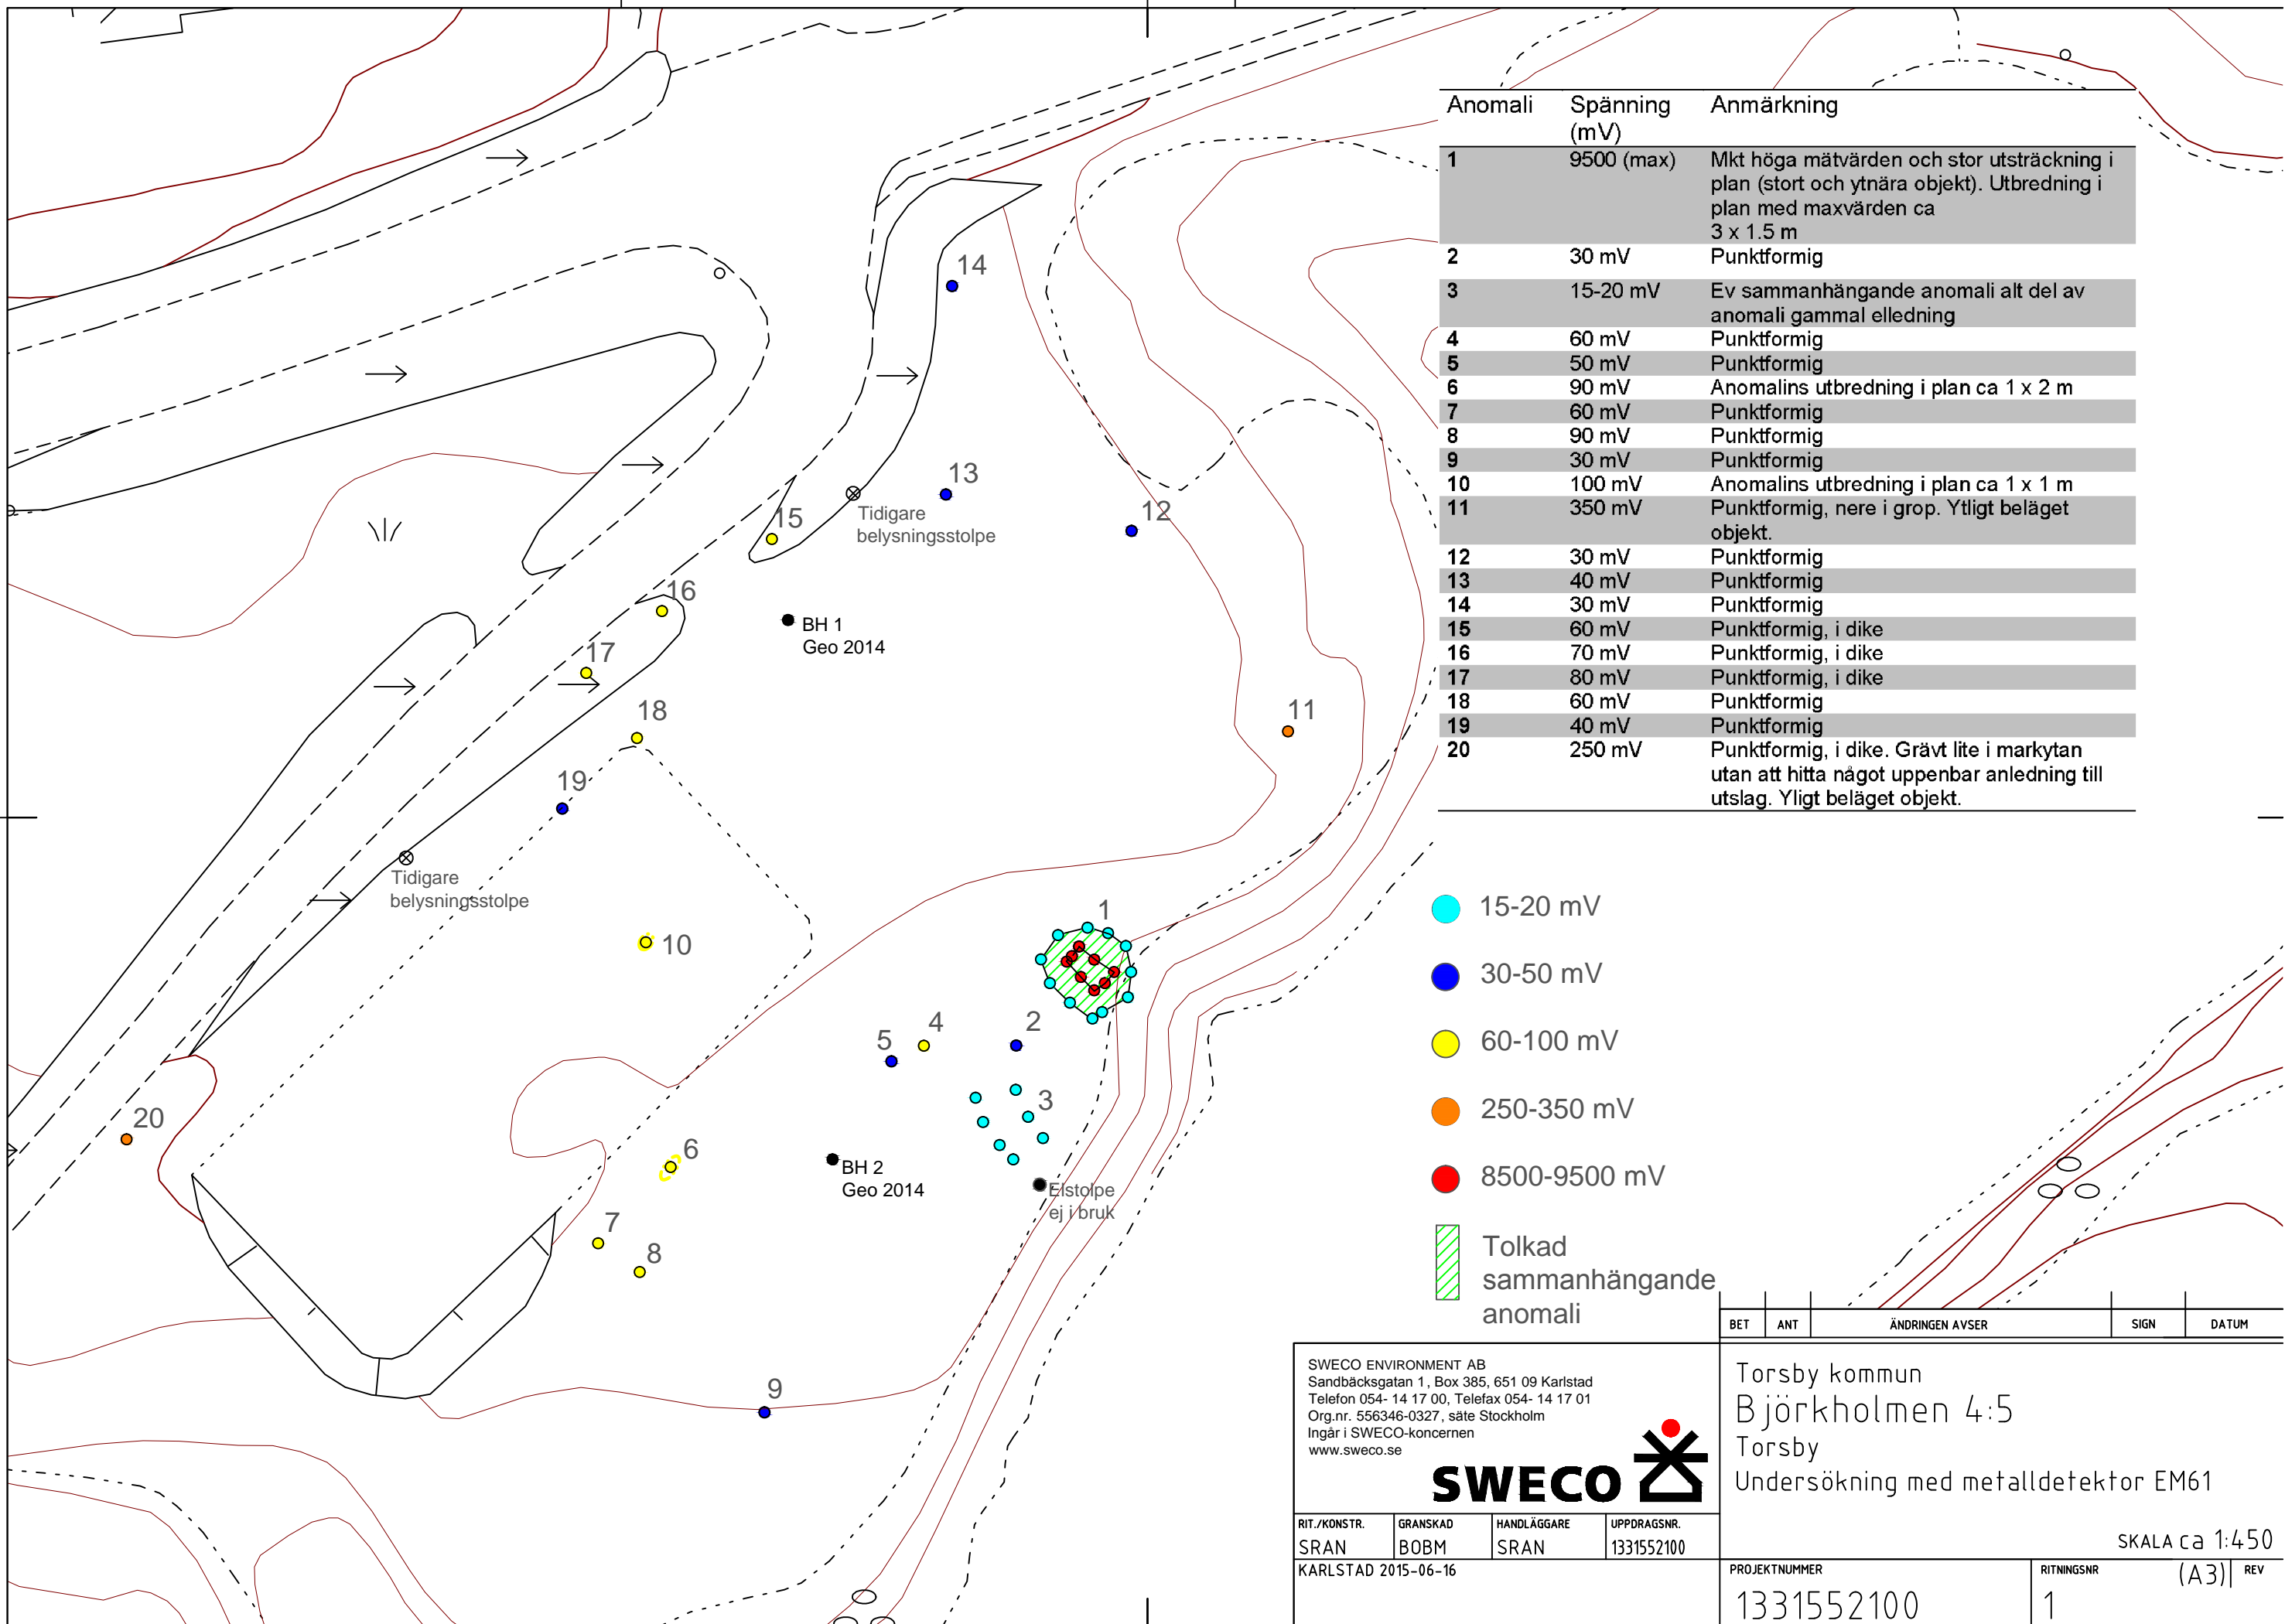 Anomali Spänning Anmärkning
(mV)
1 9500 (max) Mkt höga mätvärden och stor utsträckning i
plan (stort och ytnära objekt). Utbredning i
plan med maxvärden ca
3 x 1.5 m
2 30 mV Punktformig
3 15-20 mV Ev sammanhängande anomali alt del av
anomali gammal elledning
4 60 mV Punktformig
5 50 mV Punktformig
6 90 mV Anomalins utbredning i plan ca 1 x 2 m
7 60 mV Punktformig
8 90 mV Punktformig
9 30 mV Punktformig
10 100 mV Anomalins utbredning i plan ca 1 x 1 m
11 350 mV Punktformig, nere i grop. Ytligt beläget
objekt.
12 30 mV Punktformig
13 40 mV Punktformig
14 30 mV Punktformig
15 60 mV Punktformig, i dike
16 70 mV Punktformig, i dike
17 80 mV Punktformig, i dike
18 60 mV Punktformig
19 40 mV Punktformig
20 250 mV Punktformig, i dike. Grävt lite i markytan
utan att hitta något uppenbar anledning till
utslag. Yligt beläget objekt.
14
13
12
Tidigare
belysningsstolpe
15
16
BH 1
Geo 2014
17
18
11
19
Tidigare
belysningsstolpe
1
10
2
4
5
3
20
6
BH 2
Geo 2014
Elstolpe
ej i bruk
7
8
9
15-20 mV
30-50 mV
60-100 mV
250-350 mV
8500-9500 mV
Tolkad
sammanhängande
anomali
BET ANT ÄNDRINGEN AVSER SIGN DATUM
SWECO ENVIRONMENT AB
Sandbäcksgatan 1, Box 385, 651 09 Karlstad
Telefon 054- 14 17 00, Telefax 054- 14 17 01
Org.nr. 556346-0327, säte Stockholm
Ingår i SWECO-koncernen
www.sweco.se
SWECO
RIT./KONSTR. GRANSKAD HANDLÄGGARE UPPDRAGSNR.
SRAN BOBM SRAN 1331552100
KARLSTAD 2015-06-16
Torsby kommun
Björkholmen 4:5
Torsby
Undersökning med metalldetektor EM61
SKALA ca 1:450
(A3)
PROJEKTNUMMER RITNINGSNR REV
1331552100 1